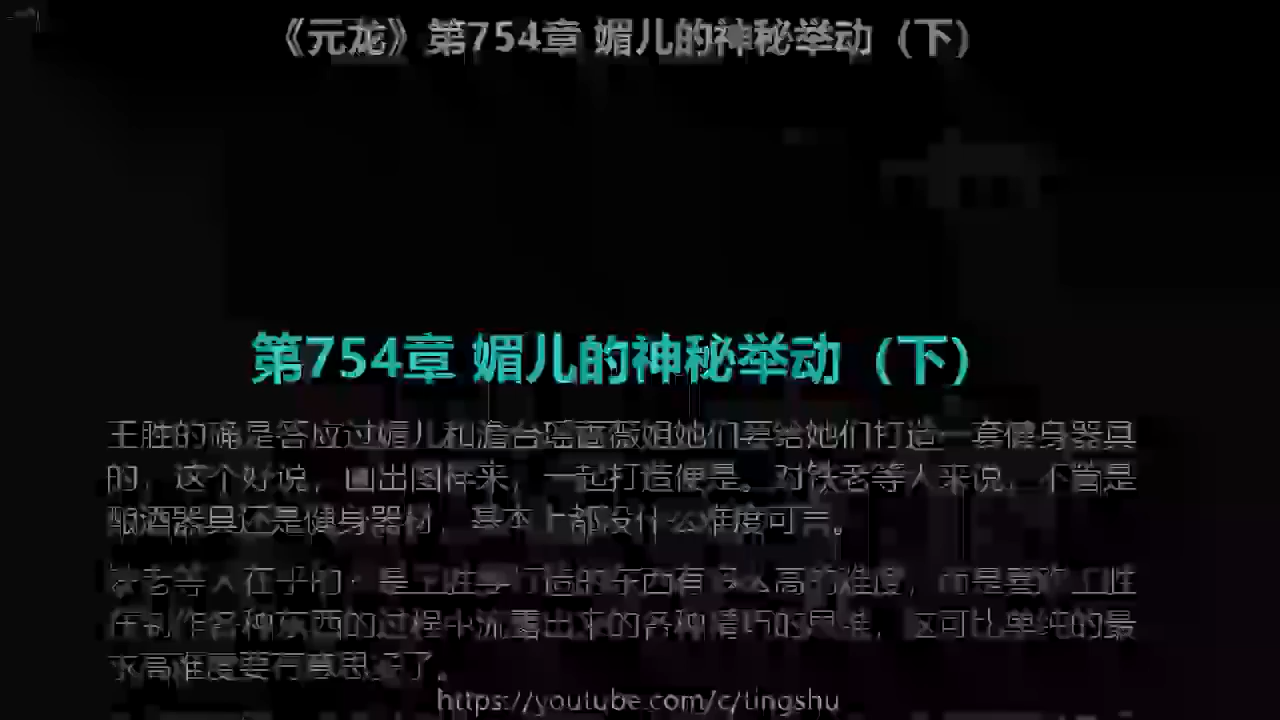 《元龙》第754章 媚儿的神秘举动（下）
第754章 媚儿的神秘举动（下）
王胜的确是答应过媚儿和澹台瑶蔷薇姐她们要给她们打造一套健身器具
的，这个好说，画出图样来，一起打造便是。对铁老等人来说，不管是
酿酒器具还是健身器材，基本上都没什么难度可言。
铁老等人在乎的，是王胜要打造的东西有多么高的难度，而是喜欢王胜
在制作各种东西的过程中流露出来的各种精巧的思维，这可比单纯的最
求高难度要有意思多了。
https://youtube.com/c/tingshu